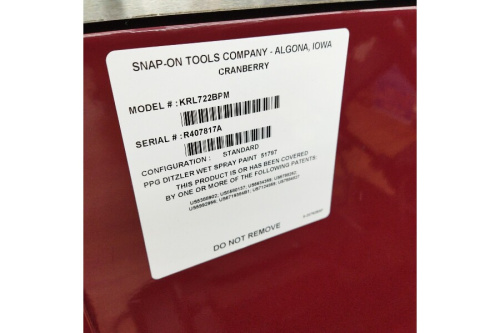 SNAP-ON TOOLS COMPANY - ALGONA, IOWA
CRANBERRY
MODEL # : KRL722BPM
SERIAL # : R407817A
CONFIGURATION : STANDARD
PPG DITZLER WET SPRAY PAINT 51797
THIS PRODUCT IS OR HAS BEEN COVERED
BY ONE OR MORE OF THE FOLLOWING PATENTS:
DO NOT REMOVE